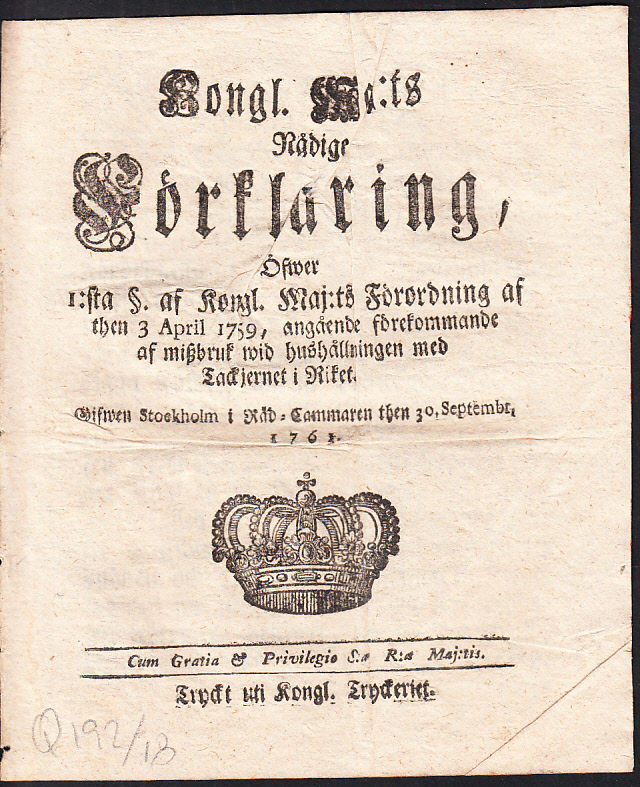 Kongl. Maj:ts
Nådige
Förklaring,
Öfwer
1:sta §. af Kongl. Maj:ts Förordning af
then 3 April 1759, angående förekommande
af mißbruk wid hushållningen med
Tackjernet i Riket.
Gifwen Stockholm i Råd-Cammaren then 30. Septembr.
1761.
Cum Gratia & Privilegio S:æ R:æ Maj:tis.
Tryckt uti Kongl. Tryckeriet.
Q192/13